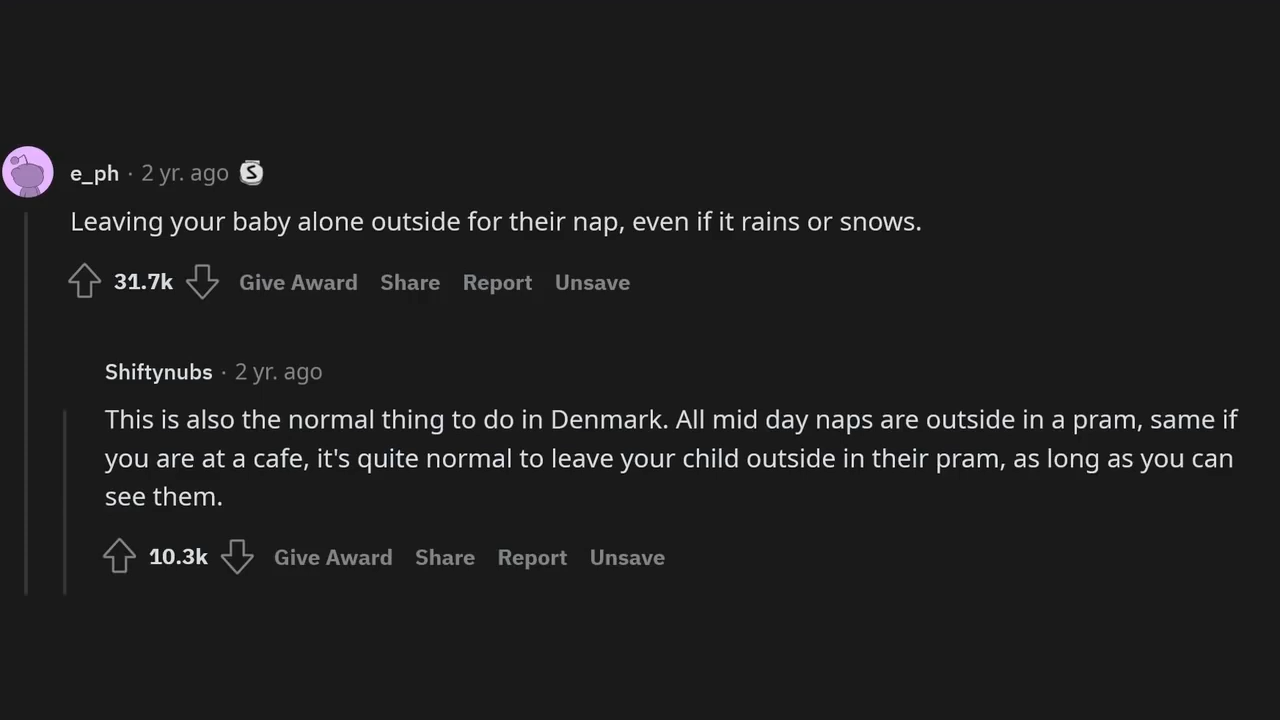 e_ph · 2 yr. ago
Leaving your baby alone outside for their nap, even if it rains or snows.
31.7k Give Award Share Report Unsave
Shiftynubs · 2 yr. ago
This is also the normal thing to do in Denmark. All mid day naps are outside in a pram, same if
you are at a cafe, it's quite normal to leave your child outside in their pram, as long as you can
see them.
10.3k Give Award Share Report Unsave